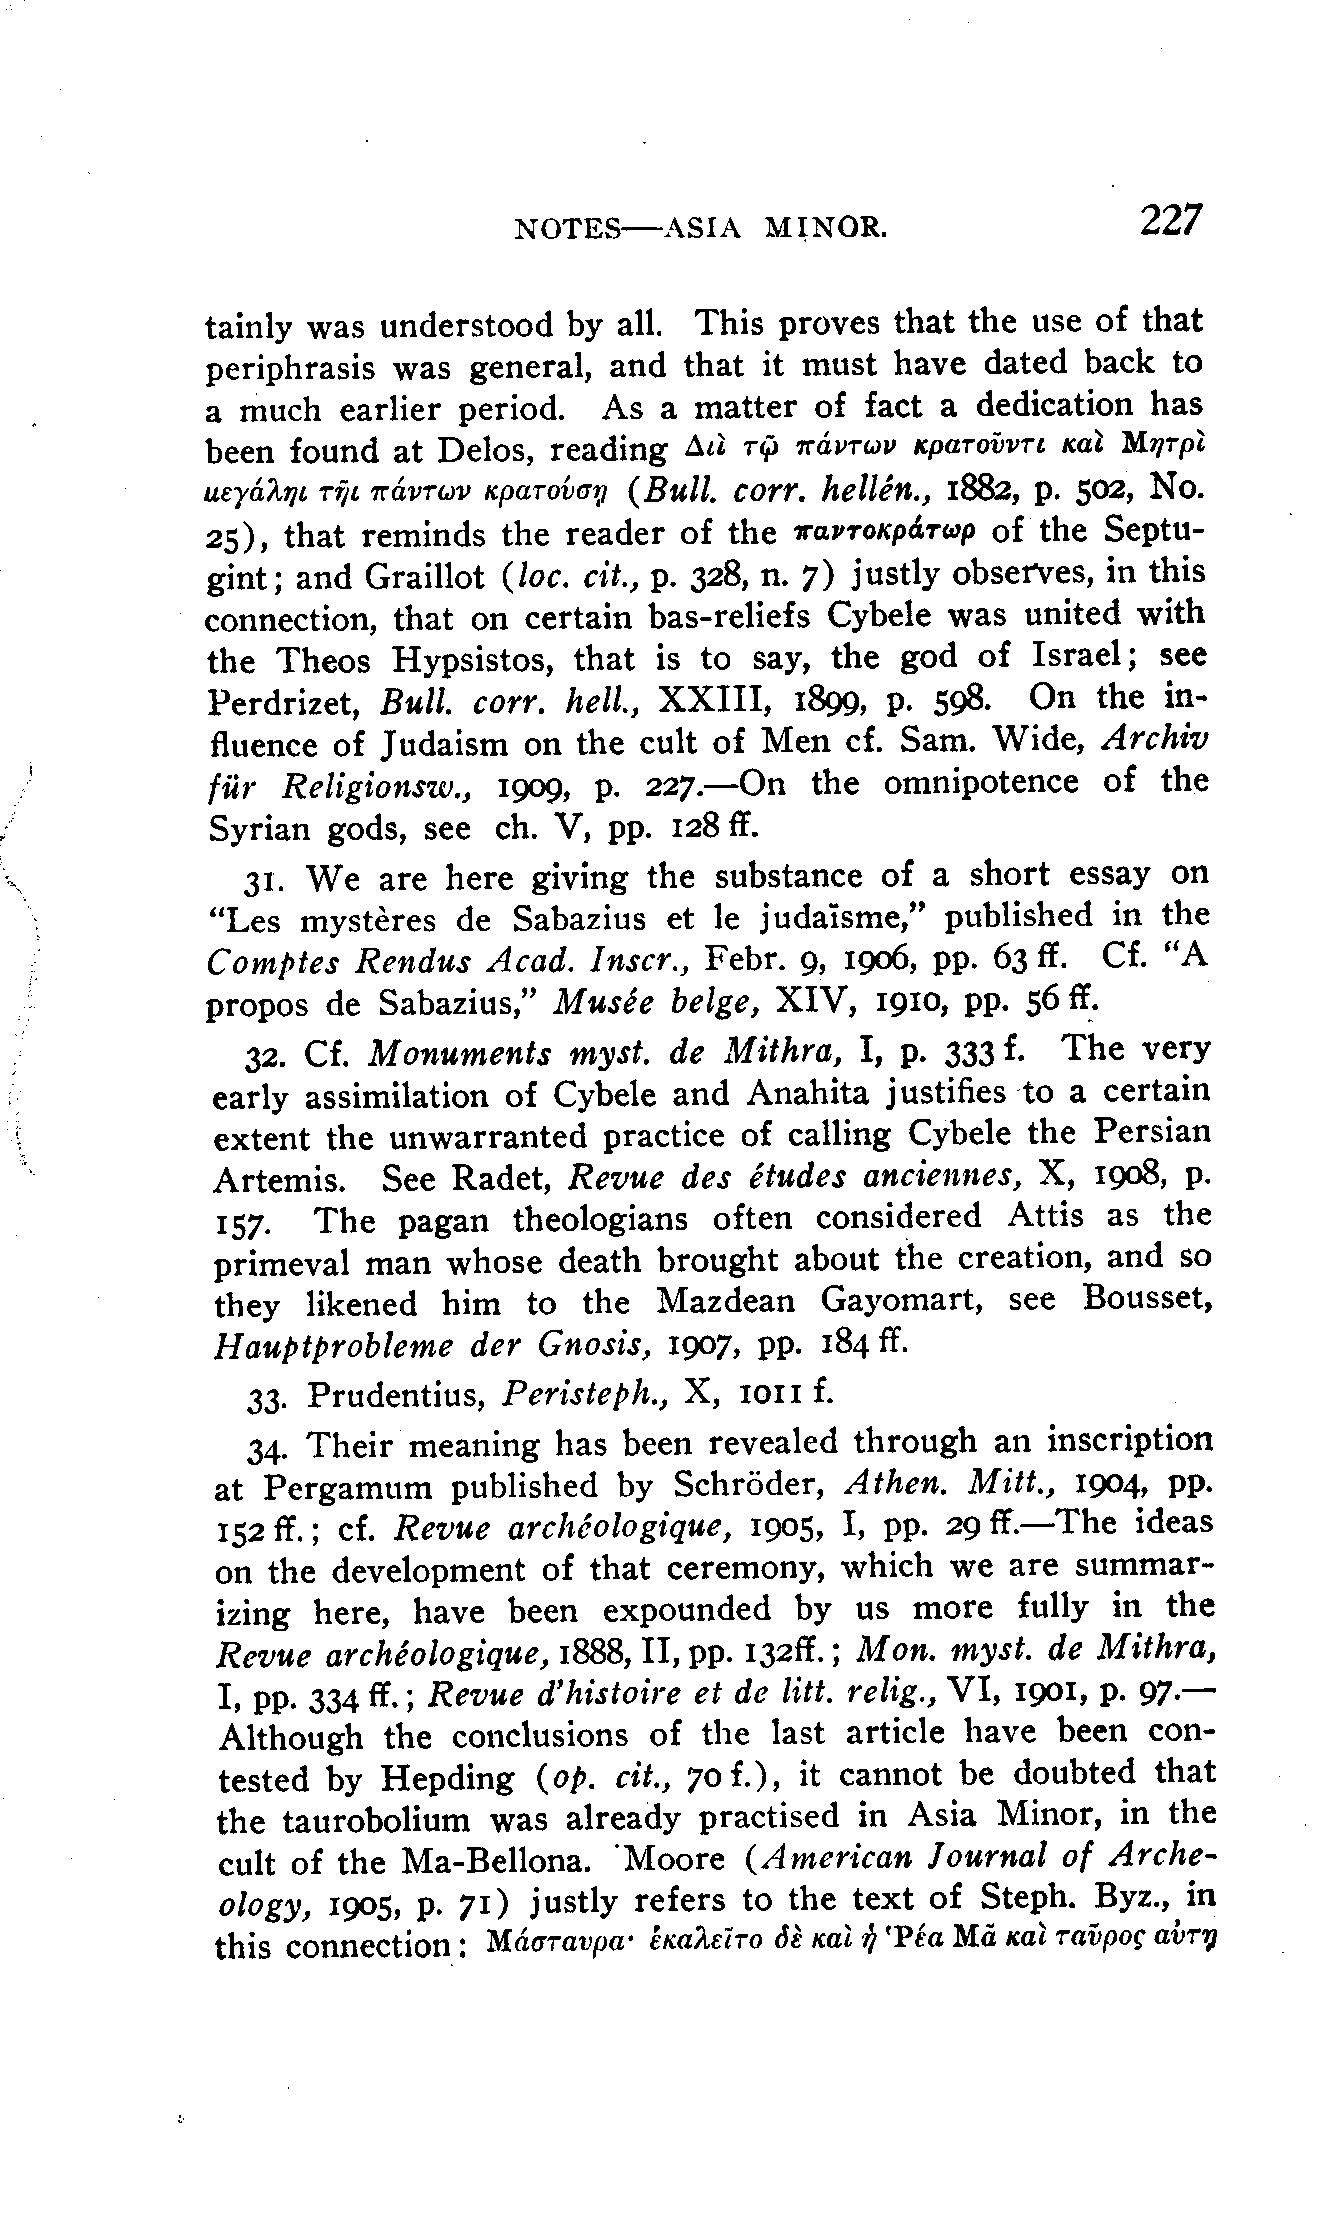 NOTES—ASIA MINOR. 227
tainly was understood by all. This proves that the use of that
periphrasis was general, and that it must have dated back to
a much earlier period. As a matter of fact a dedication has
been found at Delos, reading Διὶ τῷ πάντων κρατοῦντι καὶ Μητρὶ
μεγάληι τῆι πάντων κρατούσῃ (Bull. corr. hellén., 1882, p. 502, No.
25), that reminds the reader of the παντοκράτωρ of the Septu-
gint; and Graillot (loc. cit., p. 328, n. 7) justly observes, in this
connection, that on certain bas-reliefs Cybele was united with
the Theos Hypsistos, that is to say, the god of Israel; see
Perdrizet, Bull. corr. hell., XXIII, 1899, p. 598. On the in-
fluence of Judaism on the cult of Men cf. Sam. Wide, Archiv
für Religionsw., 1909, p. 227.—On the omnipotence of the
Syrian gods, see ch. V, pp. 128 ff.
31. We are here giving the substance of a short essay on
“Les mystères de Sabazius et le judaïsme,” published in the
Comptes Rendus Acad. Inscr., Febr. 9, 1906, pp. 63 ff. Cf. “A
propos de Sabazius,” Musée belge, XIV, 1910, pp. 56 ff.
32. Cf. Monuments myst. de Mithra, I, p. 333 f. The very
early assimilation of Cybele and Anahita justifies to a certain
extent the unwarranted practice of calling Cybele the Persian
Artemis. See Radet, Revue des études anciennes, X, 1908, p.
157. The pagan theologians often considered Attis as the
primeval man whose death brought about the creation, and so
they likened him to the Mazdean Gayomart, see Bousset,
Hauptprobleme der Gnosis, 1907, pp. 184 ff.
33. Prudentius, Peristeph., X, 1011 f.
34. Their meaning has been revealed through an inscription
at Pergamum published by Schröder, Athen. Mitt., 1904, pp.
152 ff.; cf. Revue archéologique, 1905, I, pp. 29 ff.—The ideas
on the development of that ceremony, which we are summar-
izing here, have been expounded by us more fully in the
Revue archéologique, 1888, II, pp. 132ff.; Mon. myst. de Mithra,
I, pp. 334 ff.; Revue d'histoire et de litt. relig., VI, 1901, p. 97.—
Although the conclusions of the last article have been con-
tested by Hepding (op. cit., 70 f.), it cannot be doubted that
the taurobolium was already practised in Asia Minor, in the
cult of the Ma-Bellona. Moore (American Journal of Arche-
ology, 1905, p. 71) justly refers to the text of Steph. Byz., in
this connection: Μάσταυρα· ἐκαλεῖτο δὲ καὶ ἡ Ῥέα Μᾶ καὶ ταῦρος αὐτῇ